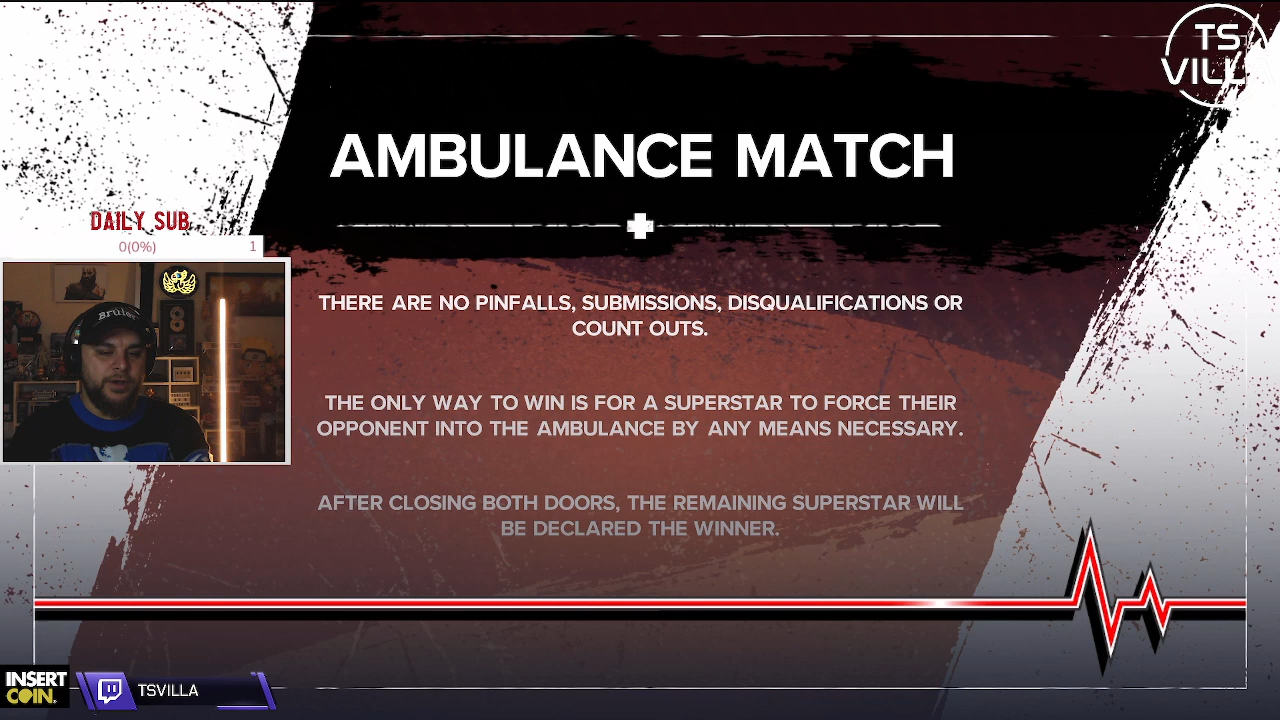 TS
VILL
AMBULANCE MATCH
DAILY SUB
0(0%) 1
THERE ARE NO PINFALLS, SUBMISSIONS, DISQUALIFICATIONS OR
COUNT OUTS.
THE ONLY WAY TO WIN IS FOR A SUPERSTAR TO FORCE THEIR
OPPONENT INTO THE AMBULANCE BY ANY MEANS NECESSARY.
AFTER CLOSING BOTH DOORS, THE REMAINING SUPERSTAR WILL
BE DECLARED THE WINNER.
INSERT
COIN
TSVILLA